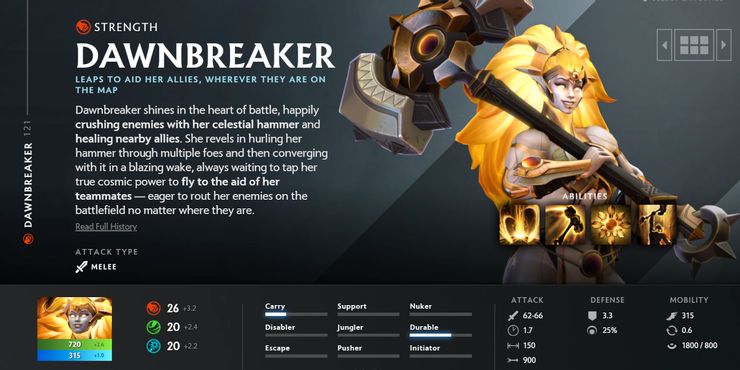 STRENGTH
DAWNBREAKER
LEAPS TO AID HER ALLIES, WHEREVER THEY ARE ON
THE MAP
Dawnbreaker shines in the heart of battle, happily
crushing enemies with her celestial hammer and
healing nearby allies. She revels in hurling her
hammer through multiple foes and then converging
with it in a blazing wake, always waiting to tap her
true cosmic power to fly to the aid of her
teammates — eager to rout her enemies on the
battlefield no matter where they are.
Read Full History
ATTACK TYPE
MELEE
DAWNBREAKER 121
ABILITIES
720 +2.6
315 +1.0
26 +3.2
20 +2.4
20 +2.2
Carry Support Nuker
Disabler Jungler Durable
Escape Pusher Initiator
ATTACK DEFENSE MOBILITY
62-66 3.3 315
1.7 25% 0.6
150 1800 / 800
900